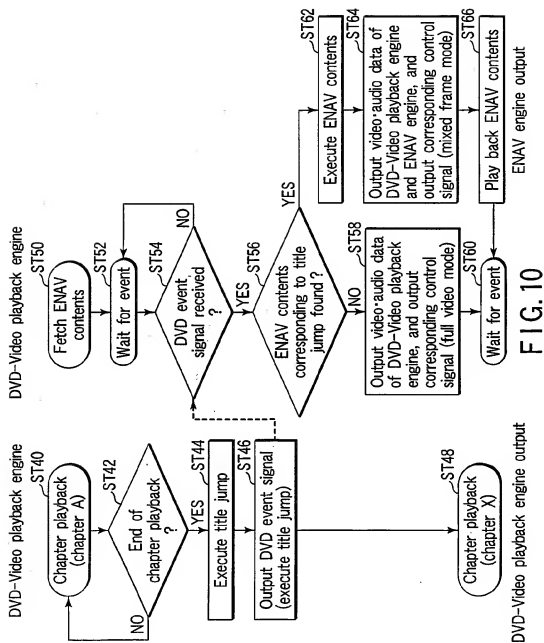 DVD-Video playback engine
ST40
Chapter playback
(chapter A)
ST42
End of
chapter playback
?
NO
YES
ST44
Execute title jump
ST46
Output DVD event signal
(execute title jump)
ST48
Chapter playback
(chapter X)
DVD-Video playback engine output
DVD-Video playback engine
ST50
Fetch ENAV
contents
ST52
Wait for event
ST54
DVD event
signal received
?
NO
YES
ST56
ENAV contents
corresponding to title
jump found?
YES
NO
ST58
Output video·audio data
of DVD-Video playback
engine, and output
corresponding control
signal (full video mode)
ST60
Wait for event
ST62
Execute ENAV contents
ST64
Output video·audio data of
DVD-Video playback engine
and ENAV engine, and
output corresponding control
signal (mixed frame mode)
ST66
Play back ENAV contents
ENAV engine output
FIG. 10